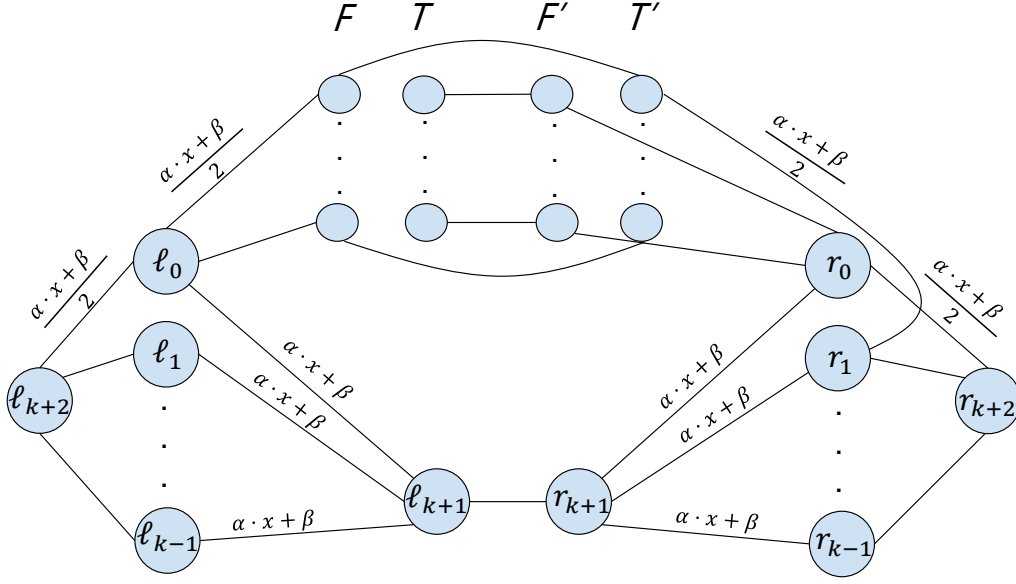 F T F′ T′
α · x + β
2
α · x + β
2
α · x + β
2
α · x + β
2
ℓ₀
r₀
α · x + β
α · x + β
α · x + β
α · x + β
ℓ₁
r₁
ℓₖ₊₂
rₖ₊₂
ℓₖ₊₁
rₖ₊₁
α · x + β
α · x + β
ℓₖ₋₁
rₖ₋₁